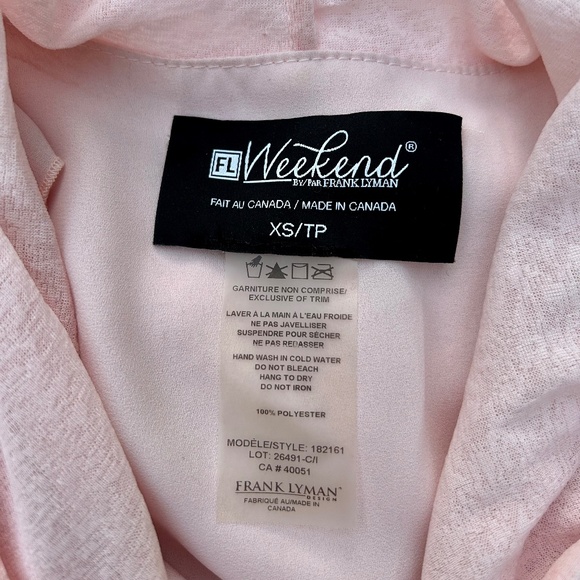 FL Weekend®
BY/PAR FRANK LYMAN
FAIT AU CANADA / MADE IN CANADA
XS/TP
GARNITURE NON COMPRISE/
EXCLUSIVE OF TRIM
LAVER À LA MAIN À L'EAU FROIDE
NE PAS JAVELLISER
SUSPENDRE POUR SÉCHER
NE PAS REPASSER
HAND WASH IN COLD WATER
DO NOT BLEACH
HANG TO DRY
DO NOT IRON
100% POLYESTER
MODÈLE/STYLE: 182161
LOT: 26491-C/I
CA # 40051
FRANK LYMAN™
DESIGN
FABRIQUÉ AU/MADE IN
CANADA